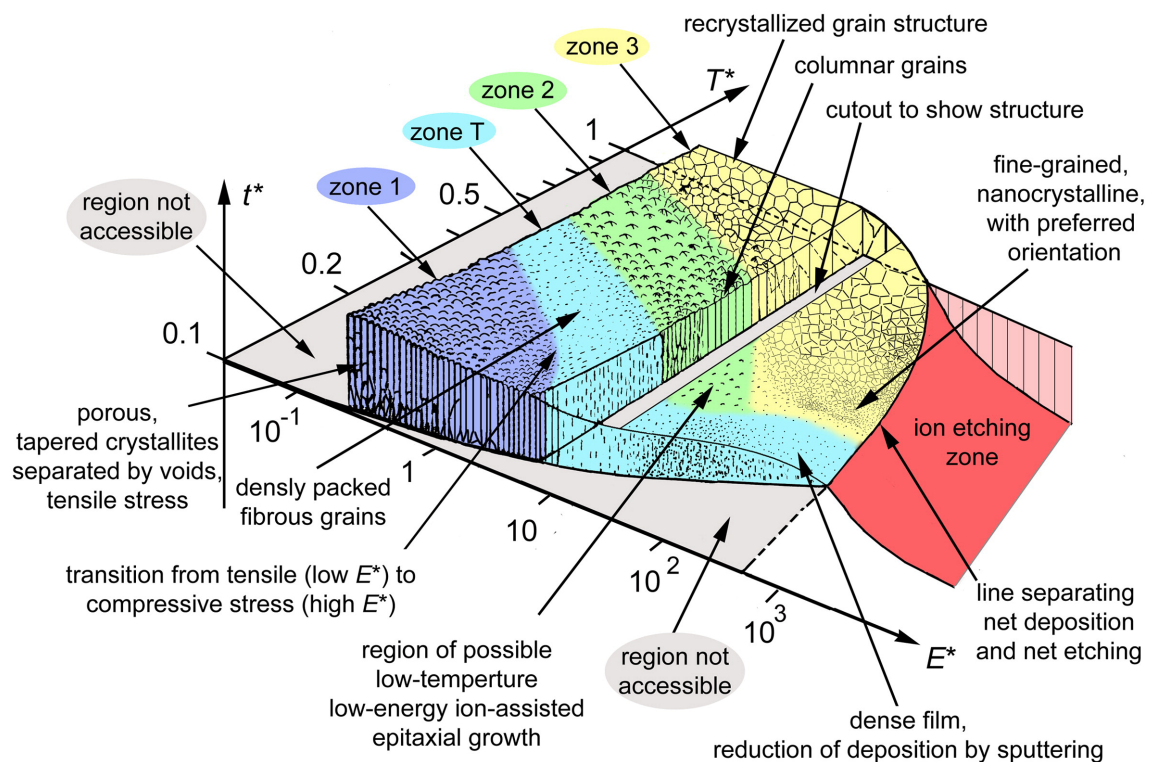 recrystallized grain structure
zone 3
columnar grains
T*
zone 2
cutout to show structure
zone T
1
fine-grained,
nanocrystalline,
with preferred
orientation
zone 1
0.5
region not
accessible
t*
0.2
0.1
10-1
porous,
tapered crystallites
separated by voids,
tensile stress
1
densly packed
fibrous grains
10
ion etching
zone
transition from tensile (low E*) to
compressive stress (high E*)
10 2
10 3
line separating
net deposition
and net etching
E*
region of possible
low-temperture
low-energy ion-assisted
epitaxial growth
region not
accessible
dense film,
reduction of deposition by sputtering